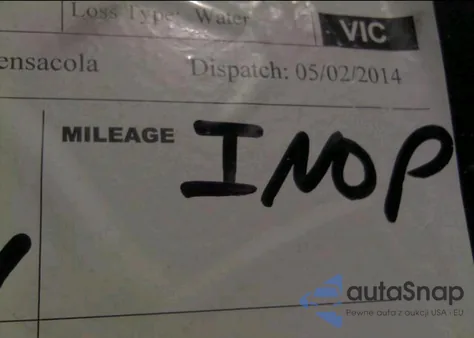 Loss Type: Water
VIC
ensacola
Dispatch: 05/02/2014
MILEAGE INOP
autaSnap
Pewne auta z aukcji USA - EU